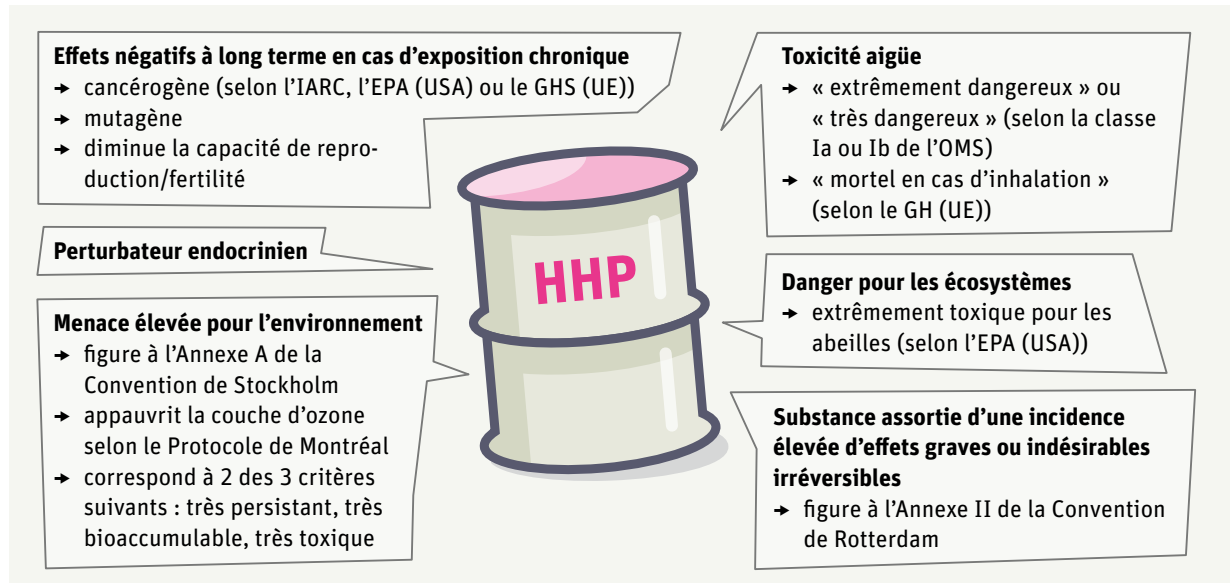 Effets négatifs à long terme en cas d'exposition chronique
→ cancérogène (selon l'IARC, l'EPA (USA) ou le GHS (UE))
→ mutagène
→ diminue la capacité de repro-
duction/fertilité
Perturbateur endocrinien
Menace élevée pour l'environnement
→ figure à l'Annexe A de la
Convention de Stockholm
→ appauvrit la couche d'ozone
selon le Protocole de Montréal
→ correspond à 2 des 3 critères
suivants : très persistant, très
bioaccumulable, très toxique
HHP
Toxicité aigüe
→ « extrêmement dangereux » ou
« très dangereux » (selon la classe
Ia ou Ib de l'OMS)
→ « mortel en cas d'inhalation »
(selon le GH (UE))
Danger pour les écosystèmes
→ extrêmement toxique pour les
abeilles (selon l'EPA (USA))
Substance assortie d'une incidence
élevée d'effets graves ou indésirables
irréversibles
→ figure à l'Annexe II de la Convention
de Rotterdam